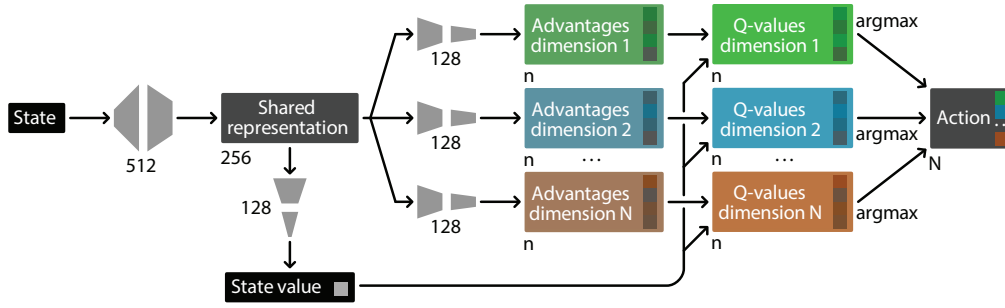 State
512
Shared
representation
256
128
State value
128
128
128
Advantages
dimension 1
n
Advantages
dimension 2
n
...
Advantages
dimension N
n
Q-values
dimension 1
n
Q-values
dimension 2
n
...
Q-values
dimension N
n
argmax
argmax
argmax
Action
...
N